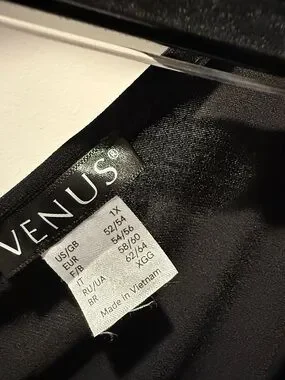 VENUS®
US/GB 1X
EUR 52/54
F/B 54/56
IT 58/60
RU/UA 62/64
BR XGG
Made in Vietnam